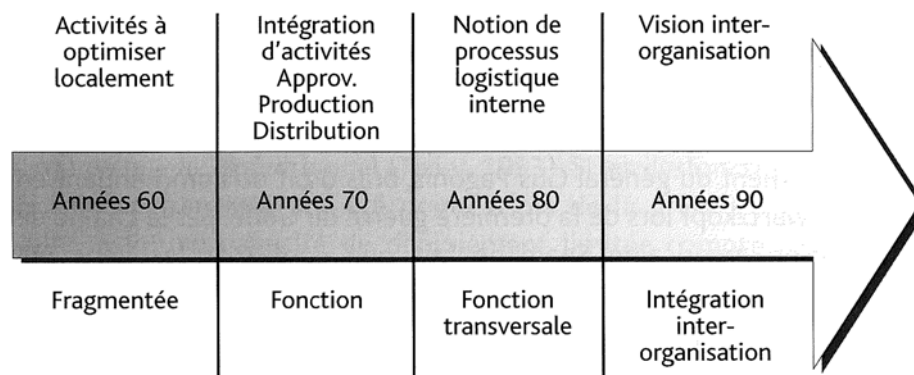 Activités à
optimiser
localement
Intégration
d'activités
Approv.
Production
Distribution
Notion de
processus
logistique
interne
Vision inter-
organisation
Années 60
Années 70
Années 80
Années 90
Fragmentée
Fonction
Fonction
transversale
Intégration
inter-
organisation